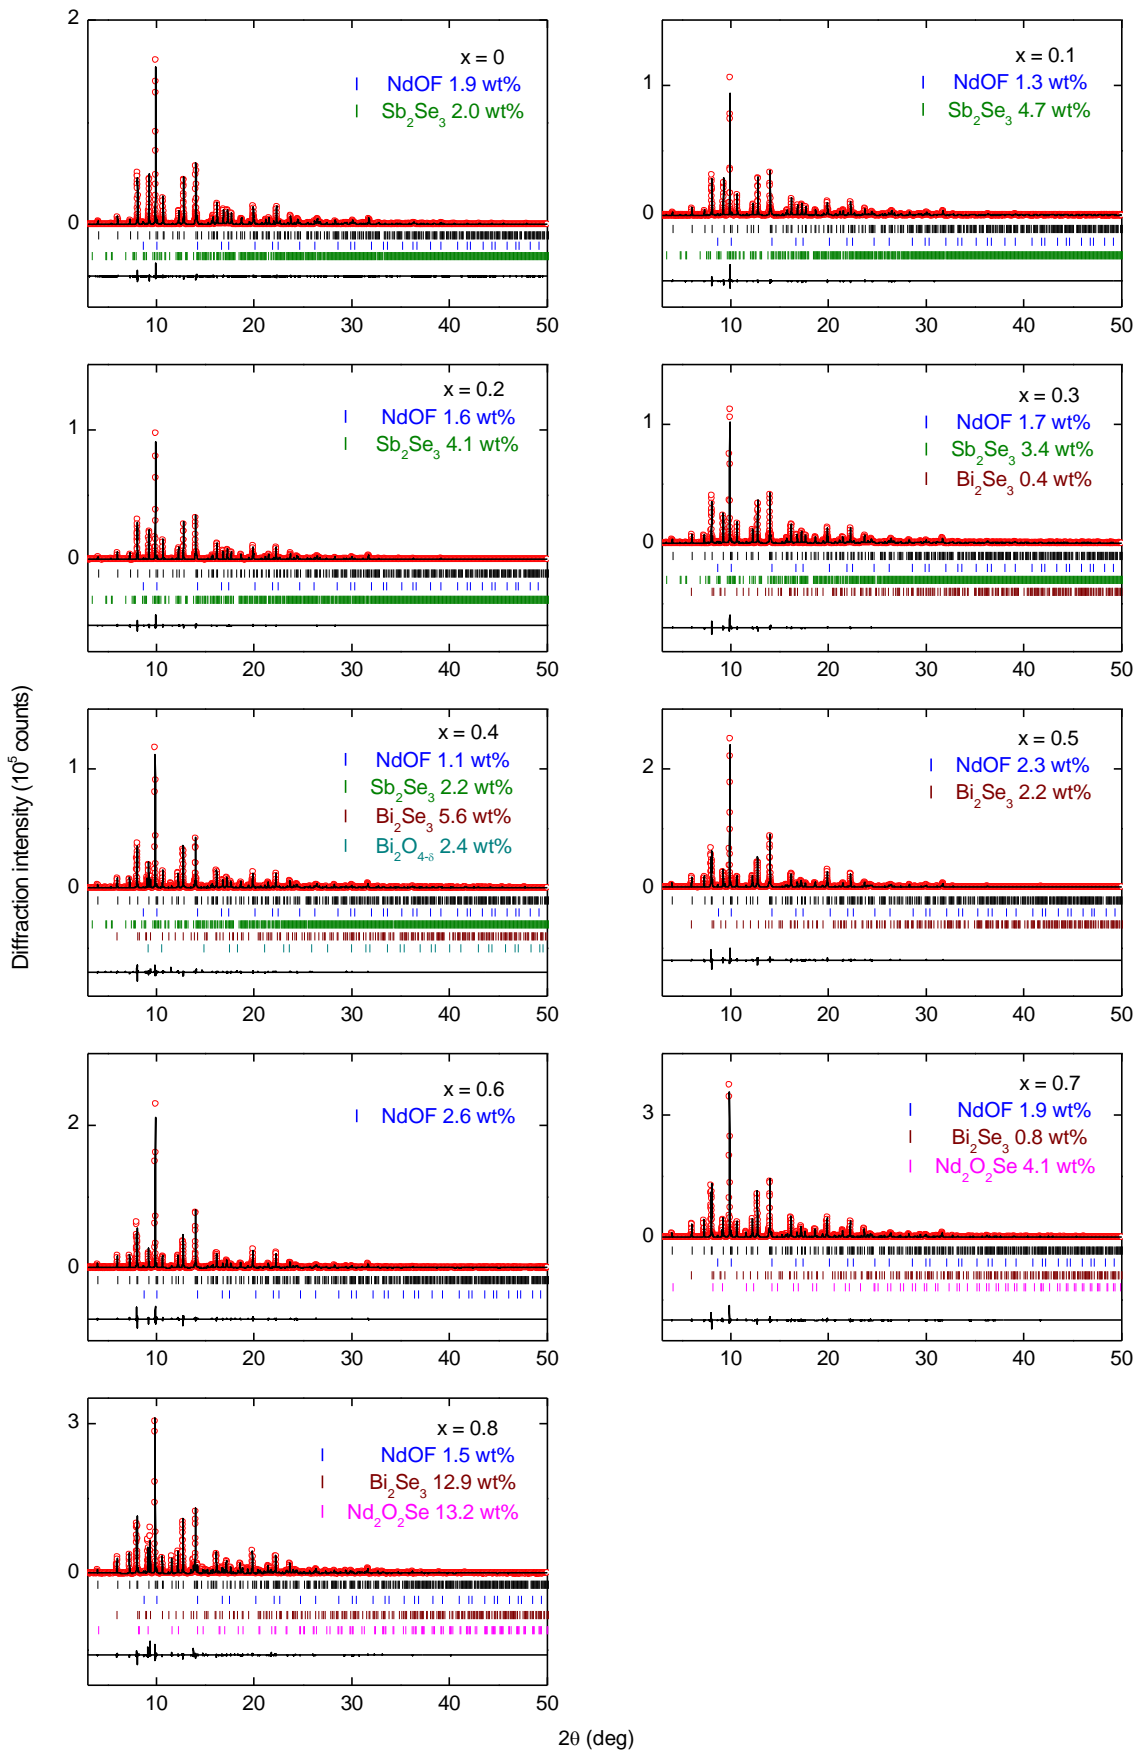 Diffraction intensity (10⁵ counts)
x = 0
NdOF 1.9 wt%
Sb₂Se₃ 2.0 wt%
2
0
10 20 30 40 50
x = 0.1
NdOF 1.3 wt%
Sb₂Se₃ 4.7 wt%
1
0
10 20 30 40 50
x = 0.2
NdOF 1.6 wt%
Sb₂Se₃ 4.1 wt%
1
0
10 20 30 40 50
x = 0.3
NdOF 1.7 wt%
Sb₂Se₃ 3.4 wt%
Bi₂Se₃ 0.4 wt%
1
0
10 20 30 40 50
x = 0.4
NdOF 1.1 wt%
Sb₂Se₃ 2.2 wt%
Bi₂Se₃ 5.6 wt%
Bi₂O₄₋δ 2.4 wt%
1
0
10 20 30 40 50
x = 0.5
NdOF 2.3 wt%
Bi₂Se₃ 2.2 wt%
2
0
10 20 30 40 50
x = 0.6
NdOF 2.6 wt%
2
0
10 20 30 40 50
x = 0.7
NdOF 1.9 wt%
Bi₂Se₃ 0.8 wt%
Nd₂O₂Se 4.1 wt%
3
0
10 20 30 40 50
x = 0.8
NdOF 1.5 wt%
Bi₂Se₃ 12.9 wt%
Nd₂O₂Se 13.2 wt%
3
0
10 20 30 40 50
2θ (deg)